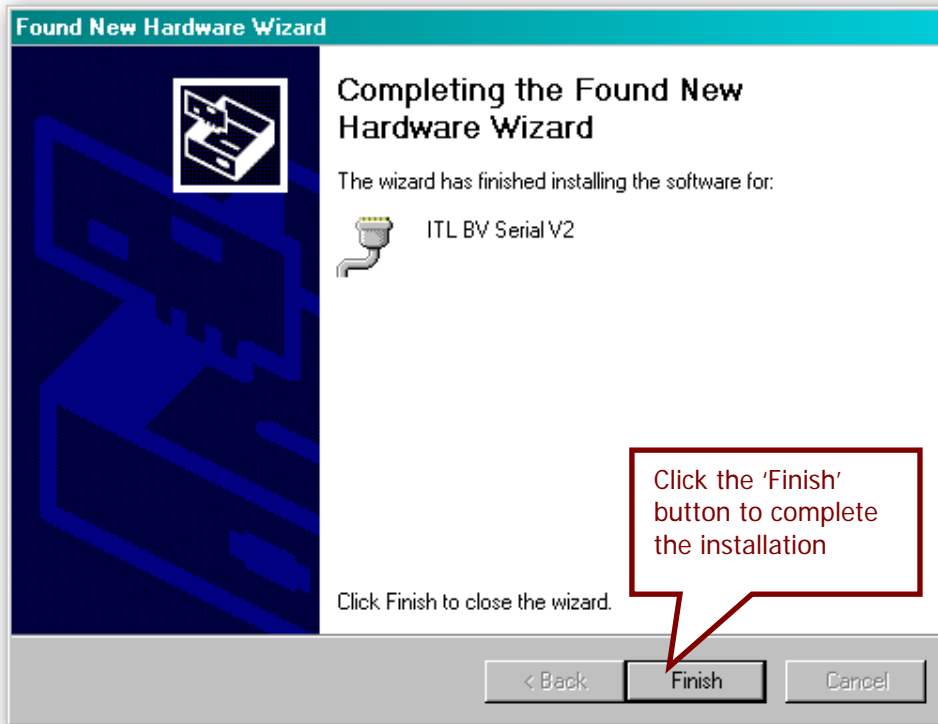 Found New Hardware Wizard
Completing the Found New
Hardware Wizard
The wizard has finished installing the software for:
ITL BV Serial V2
Click the ‘Finish’
button to complete
the installation
Click Finish to close the wizard.
< Back
Finish
Cancel